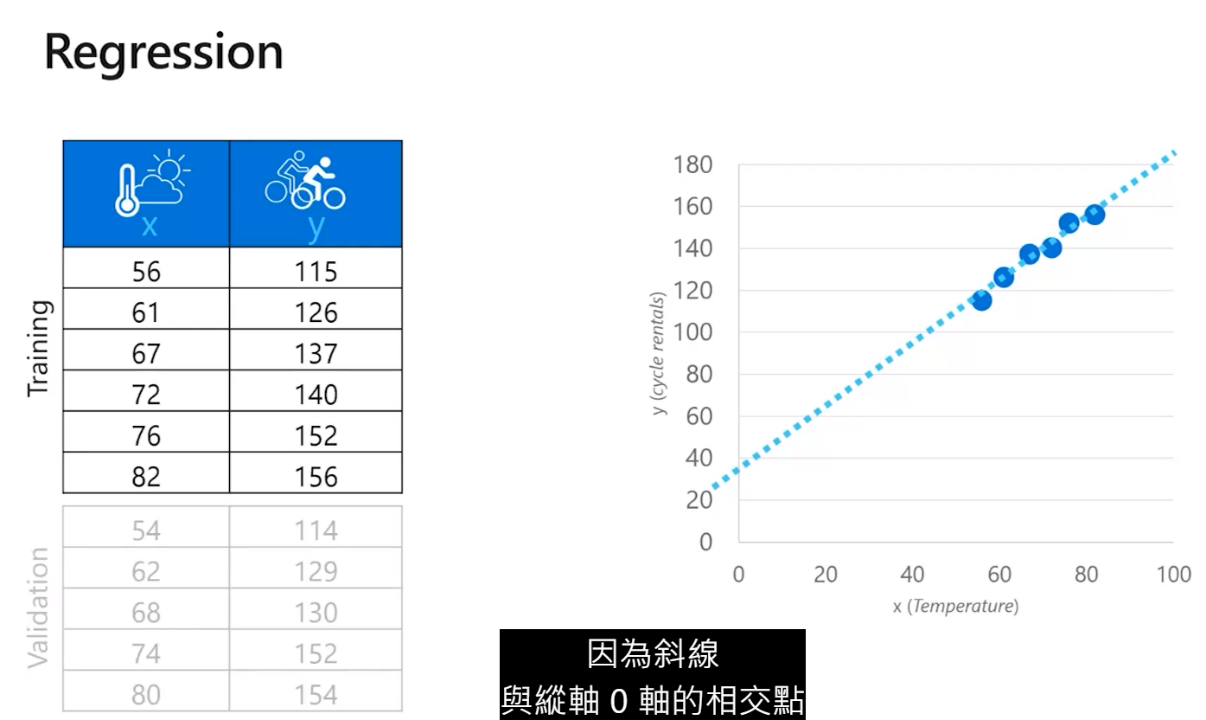 Regression
x y
Training
56 115
61 126
67 137
72 140
76 152
82 156
Validation
54 114
62 129
68 130
74 152
80 154
y (cycle rentals)
180
160
140
120
100
80
60
40
20
0
0 20 40 60 80 100
x (Temperature)
因為斜線
與縱軸 0 軸的相交點